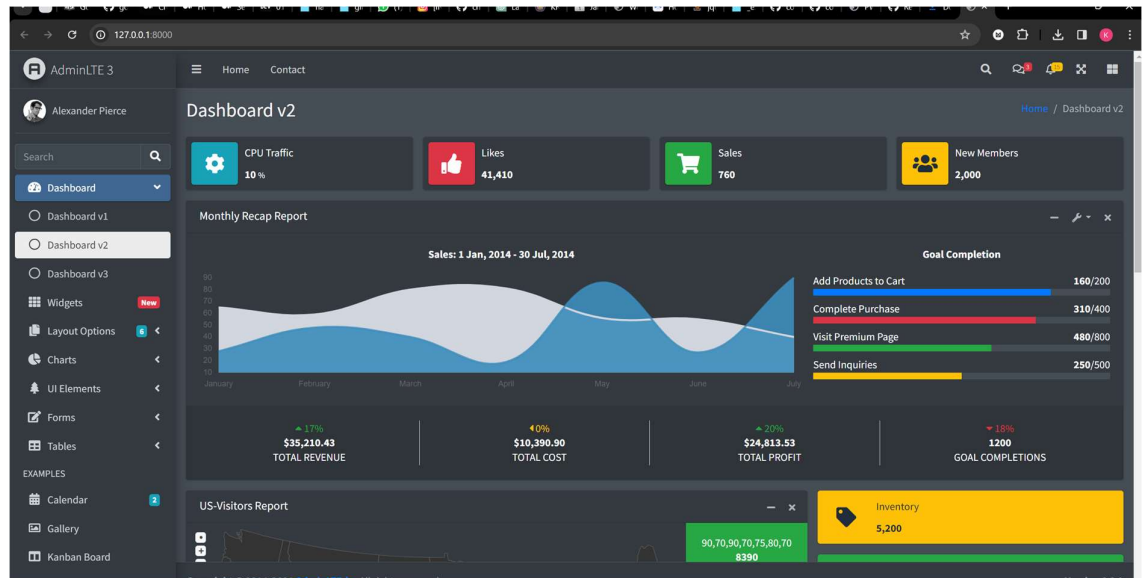 127.0.0.1:8000
K
AdminLTE 3
Home Contact
3
15
Alexander Pierce
Dashboard v2
Home / Dashboard v2
Search
CPU Traffic
10 %
Likes
41,410
Sales
760
New Members
2,000
Dashboard
Dashboard v1
Dashboard v2
Dashboard v3
Widgets New
Layout Options 6
Charts
UI Elements
Forms
Tables
EXAMPLES
Calendar 2
Gallery
Kanban Board
Monthly Recap Report
Sales: 1 Jan, 2014 - 30 Jul, 2014
90
80
70
60
50
40
30
20
10
January February March April May June July
Goal Completion
Add Products to Cart 160/200
Complete Purchase 310/400
Visit Premium Page 480/800
Send Inquiries 250/500
17%
$35,210.43
TOTAL REVENUE
0%
$10,390.90
TOTAL COST
20%
$24,813.53
TOTAL PROFIT
18%
1200
GOAL COMPLETIONS
US-Visitors Report
90,70,90,70,75,80,70
8390
Inventory
5,200